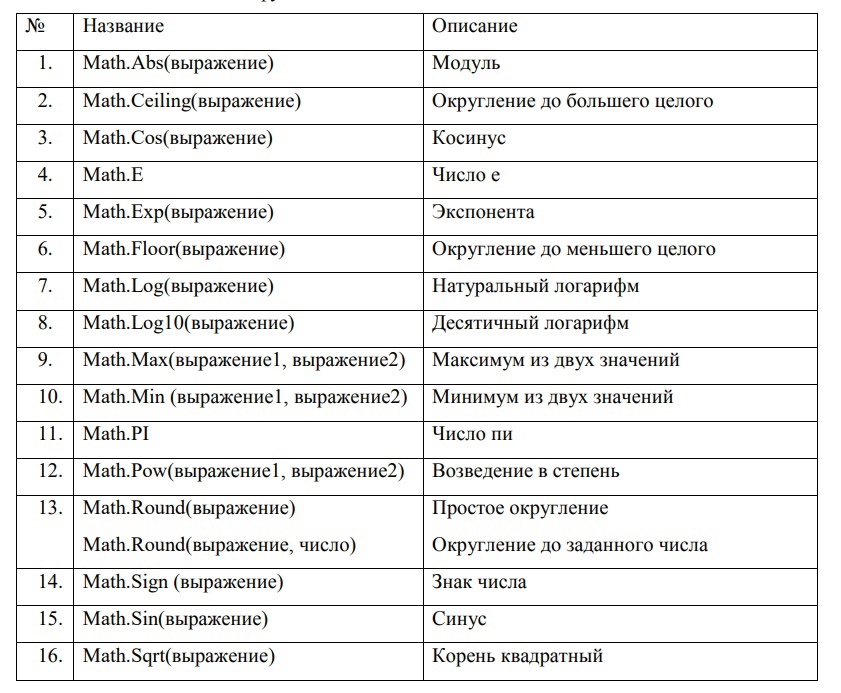 № Название Описание
1. Math.Abs(выражение) Модуль
2. Math.Ceiling(выражение) Округление до большего целого
3. Math.Cos(выражение) Косинус
4. Math.E Число е
5. Math.Exp(выражение) Экспонента
6. Math.Floor(выражение) Округление до меньшего целого
7. Math.Log(выражение) Натуральный логарифм
8. Math.Log10(выражение) Десятичный логарифм
9. Math.Max(выражение1, выражение2) Максимум из двух значений
10. Math.Min (выражение1, выражение2) Минимум из двух значений
11. Math.PI Число пи
12. Math.Pow(выражение1, выражение2) Возведение в степень
13. Math.Round(выражение) Простое округление
Math.Round(выражение, число) Округление до заданного числа
14. Math.Sign (выражение) Знак числа
15. Math.Sin(выражение) Синус
16. Math.Sqrt(выражение) Корень квадратный